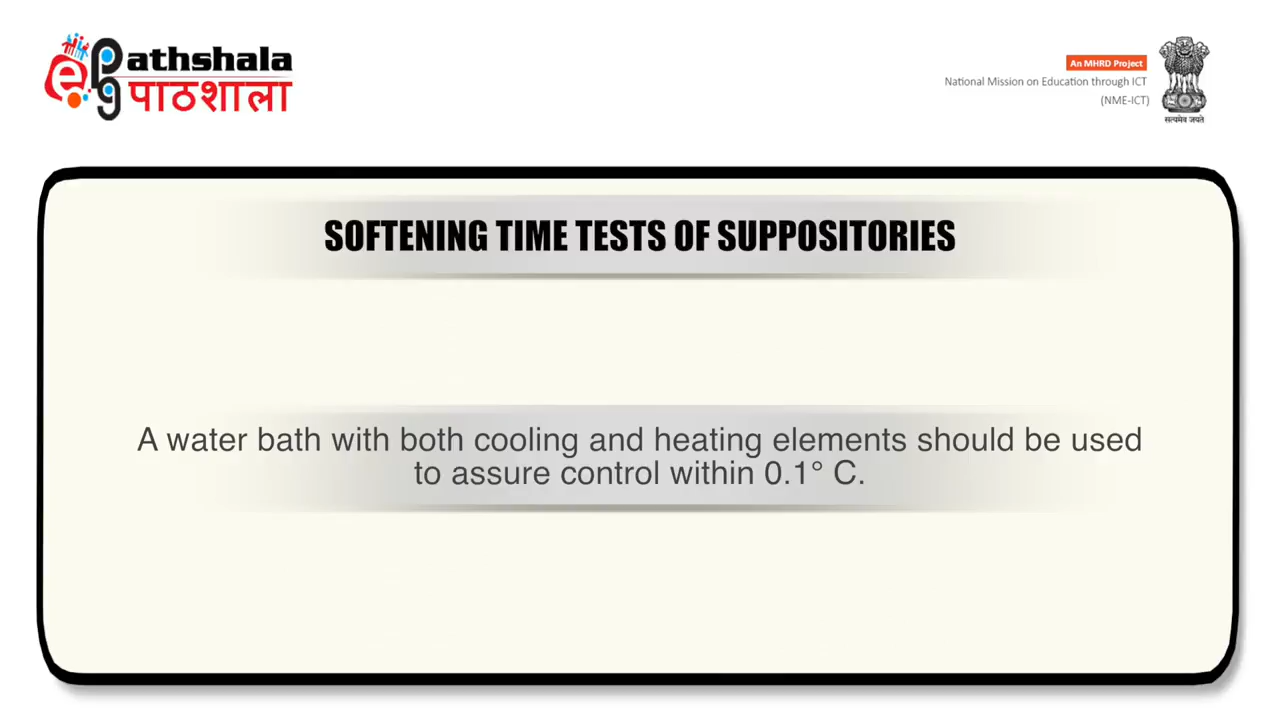 e pg Pathshala
पाठशाला
An MHRD Project
National Mission on Education through ICT
(NME-ICT)
सत्यमेव जयते
SOFTENING TIME TESTS OF SUPPOSITORIES
A water bath with both cooling and heating elements should be used
to assure control within 0.1° C.